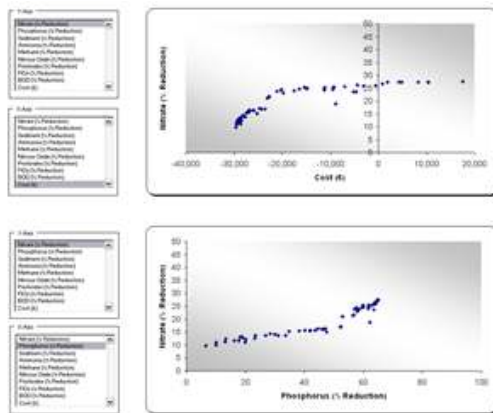 Y-Axis
Nitrate (% Reduction)
Phosphorus (% Reduction)
Sediment (% Reduction)
Ammonia (% Reduction)
Methane (% Reduction)
Nitrous Oxide (% Reduction)
Pesticides (% Reduction)
FIOs (% Reduction)
BOD (% Reduction)
Cost (£)
X-Axis
Nitrate (% Reduction)
Phosphorus (% Reduction)
Sediment (% Reduction)
Ammonia (% Reduction)
Methane (% Reduction)
Nitrous Oxide (% Reduction)
Pesticides (% Reduction)
FIOs (% Reduction)
BOD (% Reduction)
Cost (£)
Nitrate (% Reduction)
50
45
40
35
30
25
20
15
10
5
0
-40,000 -30,000 -20,000 -10,000 0 10,000 20,000
Cost (£)
Y-Axis
Nitrate (% Reduction)
Phosphorus (% Reduction)
Sediment (% Reduction)
Ammonia (% Reduction)
Methane (% Reduction)
Nitrous Oxide (% Reduction)
Pesticides (% Reduction)
FIOs (% Reduction)
BOD (% Reduction)
Cost (£)
X-Axis
Nitrate (% Reduction)
Phosphorus (% Reduction)
Sediment (% Reduction)
Ammonia (% Reduction)
Methane (% Reduction)
Nitrous Oxide (% Reduction)
Pesticides (% Reduction)
FIOs (% Reduction)
BOD (% Reduction)
Cost (£)
Nitrate (% Reduction)
50
45
40
35
30
25
20
15
10
5
0
0 20 40 60 80 100
Phosphorus (% Reduction)